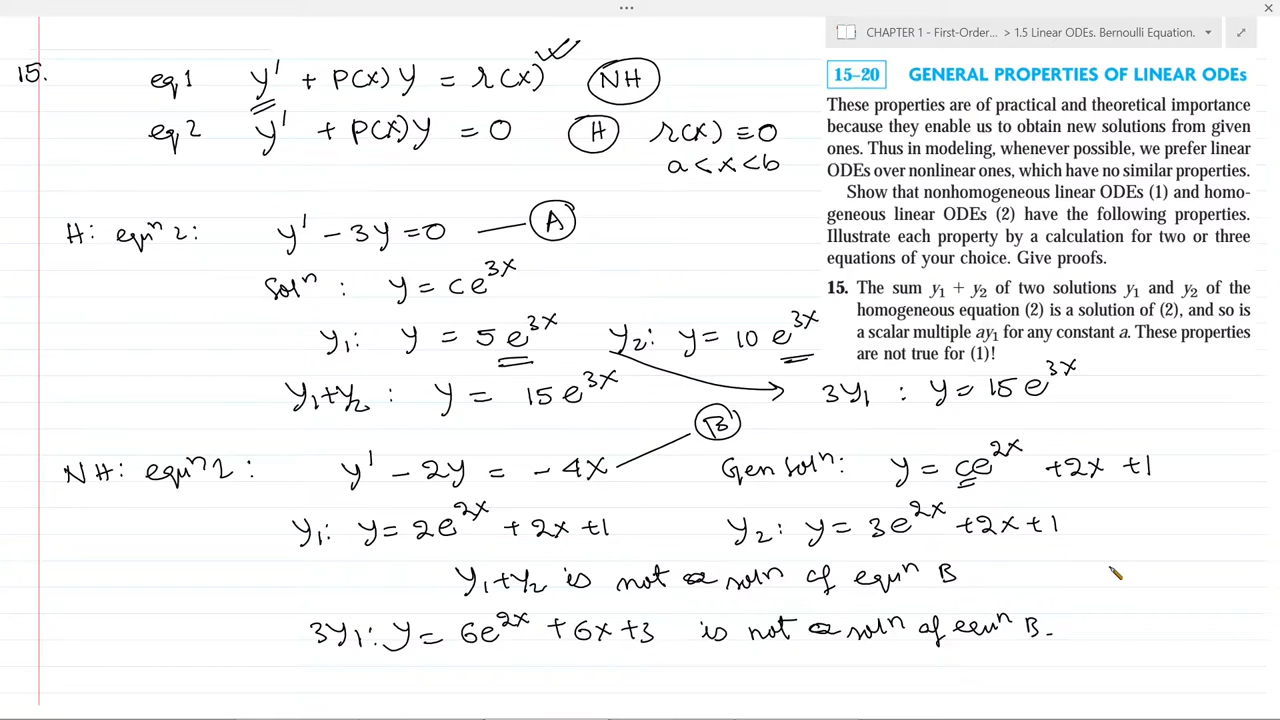 CHAPTER 1 - First-Order... > 1.5 Linear ODEs. Bernoulli Equation.
15.
eq1 y' + P(x)y = r(x) NH
eq2 y' + P(x)y = 0 H r(x) ≡ 0
a < x < b
H: equⁿ 2: y' - 3y = 0 — A
Solⁿ : y = ce^{3x}
y₁: y = 5e^{3x} y₂: y = 10e^{3x}
y₁+y₂ : y = 15e^{3x} 3y₁ : y = 15e^{3x}
NH: equⁿ 2 : y' - 2y = -4x — B Gen Solⁿ: y = ce^{2x} + 2x + 1
y₁: y = 2e^{2x} + 2x + 1 y₂: y = 3e^{2x} + 2x + 1
y₁+y₂ is not a solⁿ of equⁿ B
3y₁: y = 6e^{2x} + 6x + 3 is not a solⁿ of equⁿ B.
15–20 GENERAL PROPERTIES OF LINEAR ODEs
These properties are of practical and theoretical importance
because they enable us to obtain new solutions from given
ones. Thus in modeling, whenever possible, we prefer linear
ODEs over nonlinear ones, which have no similar properties.
Show that nonhomogeneous linear ODEs (1) and homo-
geneous linear ODEs (2) have the following properties.
Illustrate each property by a calculation for two or three
equations of your choice. Give proofs.
15. The sum y₁ + y₂ of two solutions y₁ and y₂ of the
homogeneous equation (2) is a solution of (2), and so is
a scalar multiple ay₁ for any constant a. These properties
are not true for (1)!